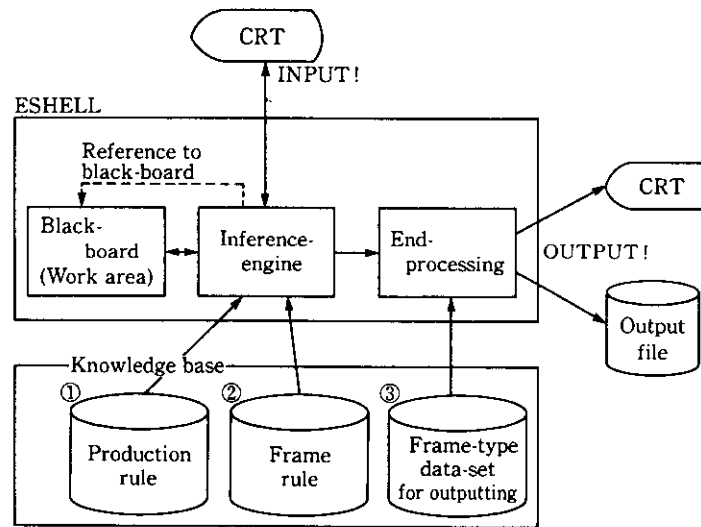 CRT
INPUT!
ESHELL
Reference to
black-board
CRT
Black-
board
(Work area)
Inference-
engine
End-
processing
OUTPUT!
Output
file
Knowledge base
①
②
③
Production
rule
Frame
rule
Frame-type
data-set
for outputting